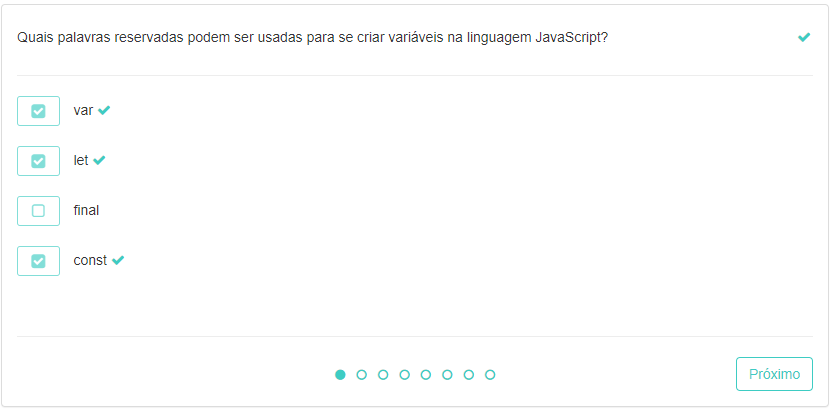 Quais palavras reservadas podem ser usadas para se criar variáveis na linguagem JavaScript?
var
let
final
const
Próximo